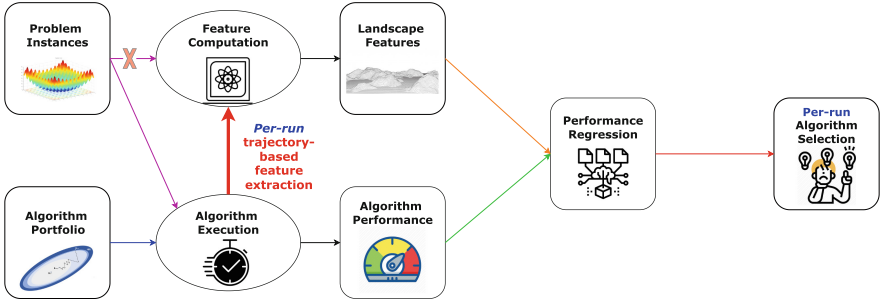 Problem
Instances
X
Feature
Computation
Landscape
Features
Per-run
trajectory-
based
feature
extraction
Performance
Regression
Per-run
Algorithm
Selection
Algorithm
Portfolio
Algorithm
Execution
Algorithm
Performance